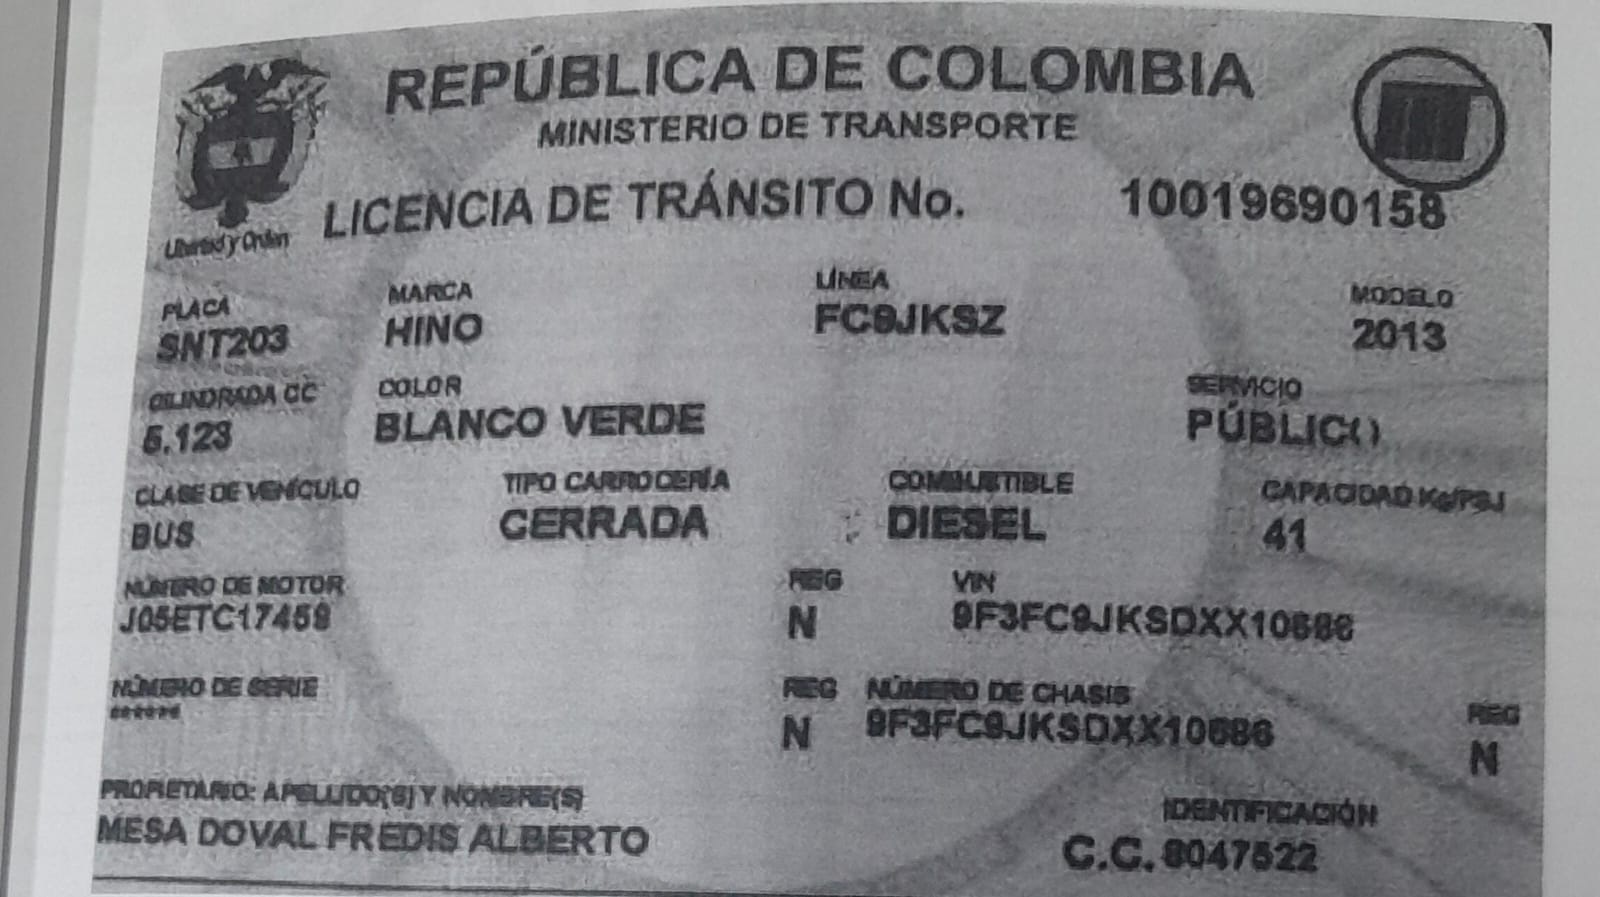 REPÚBLICA DE COLOMBIA
MINISTERIO DE TRANSPORTE
Libertad y Orden
LICENCIA DE TRÁNSITO No. 10019690158
PLACA MARCA LÍNEA MODELO
SNT203 HINO FC9JKSZ 2013
CILINDRADA CC COLOR SERVICIO
5.123 BLANCO VERDE PÚBLICO
CLASE DE VEHÍCULO TIPO CARROCERÍA COMBUSTIBLE CAPACIDAD Kg/PSJ
BUS CERRADA DIESEL 41
NÚMERO DE MOTOR REG VIN
J05ETC17459 N 9F3FC9JKSDXX10686
NÚMERO DE SERIE REG NÚMERO DE CHASIS REG
****** N 9F3FC9JKSDXX10686 N
PROPIETARIO: APELLIDO(S) Y NOMBRE(S) IDENTIFICACIÓN
MESA DOVAL FREDIS ALBERTO C.C. 8047522